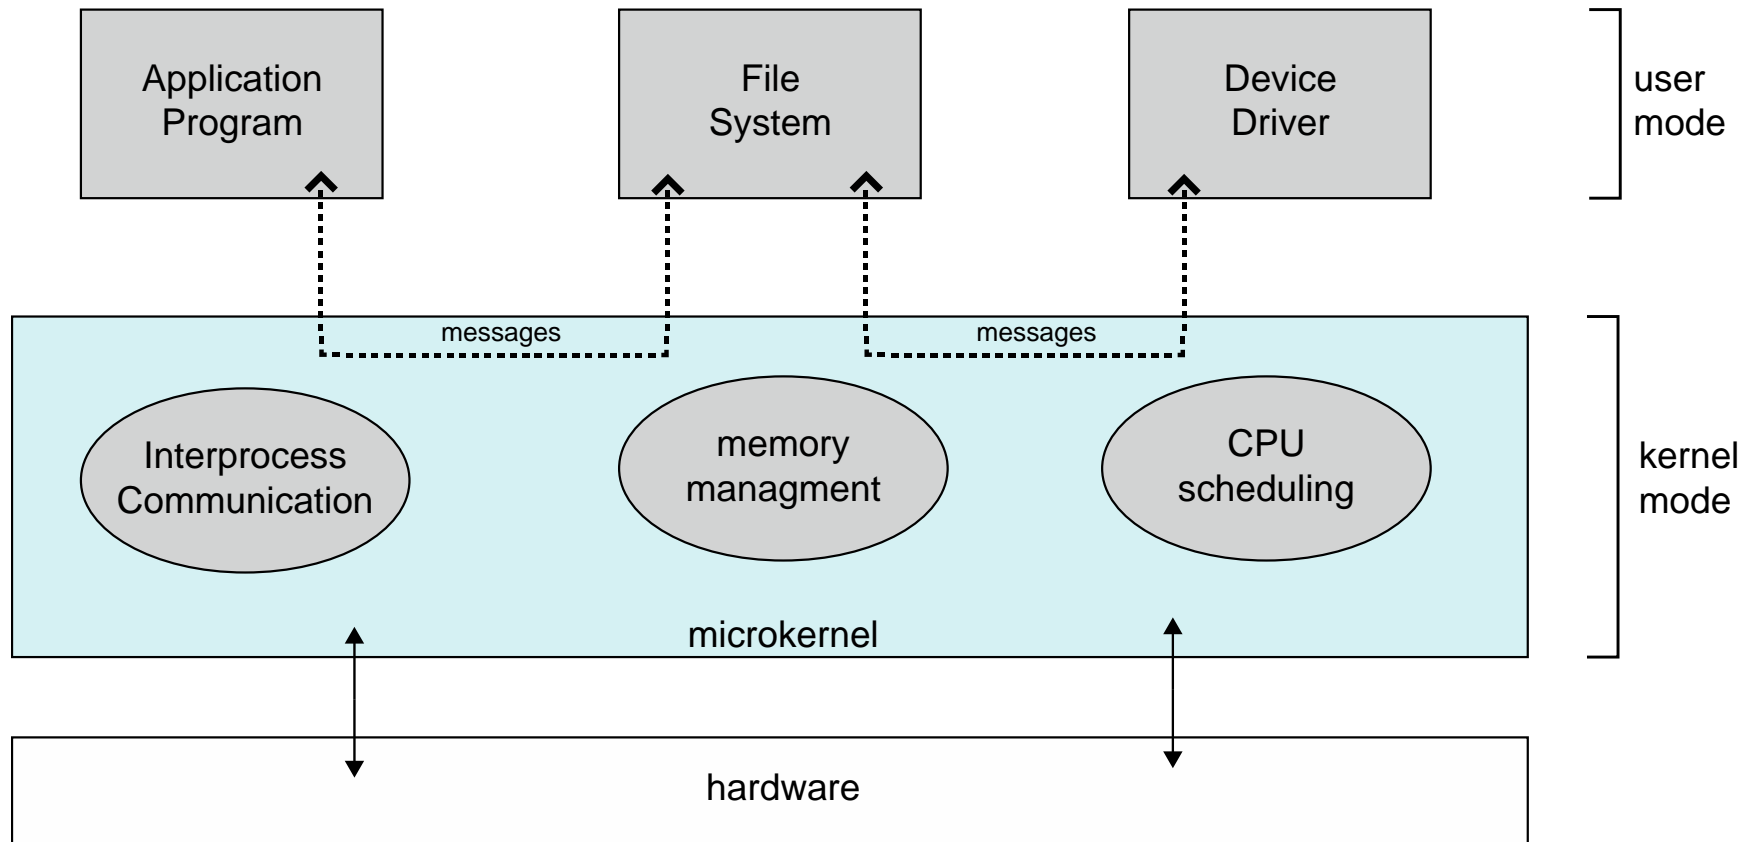 Application
Program
File
System
Device
Driver
user
mode
messages
messages
Interprocess
Communication
memory
managment
CPU
scheduling
kernel
mode
microkernel
hardware